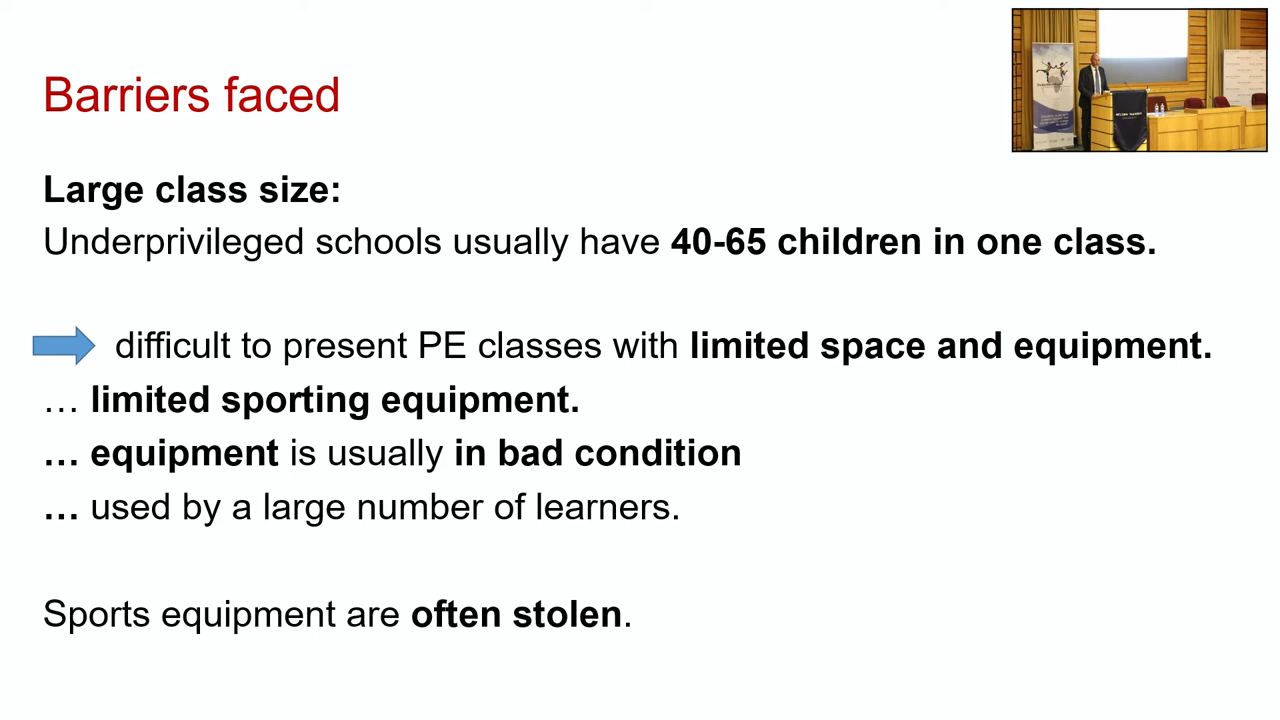 Barriers faced
Large class size:
Underprivileged schools usually have 40-65 children in one class.
difficult to present PE classes with limited space and equipment.
… limited sporting equipment.
… equipment is usually in bad condition
… used by a large number of learners.
Sports equipment are often stolen.